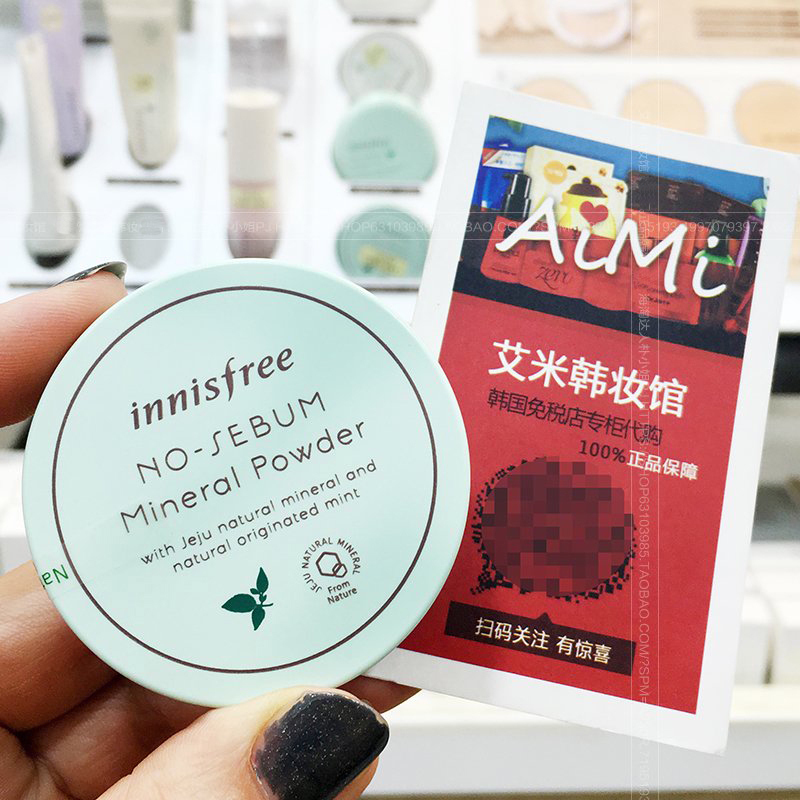 innisfree
NO-SEBUM
Mineral Powder
with Jeju natural mineral and
natural originated mint
JEJU NATURAL MINERAL
From
Nature
AiMi
zero
艾米韩妆馆
韩国免税店专柜代购
100%正品保障
扫码关注 有惊喜